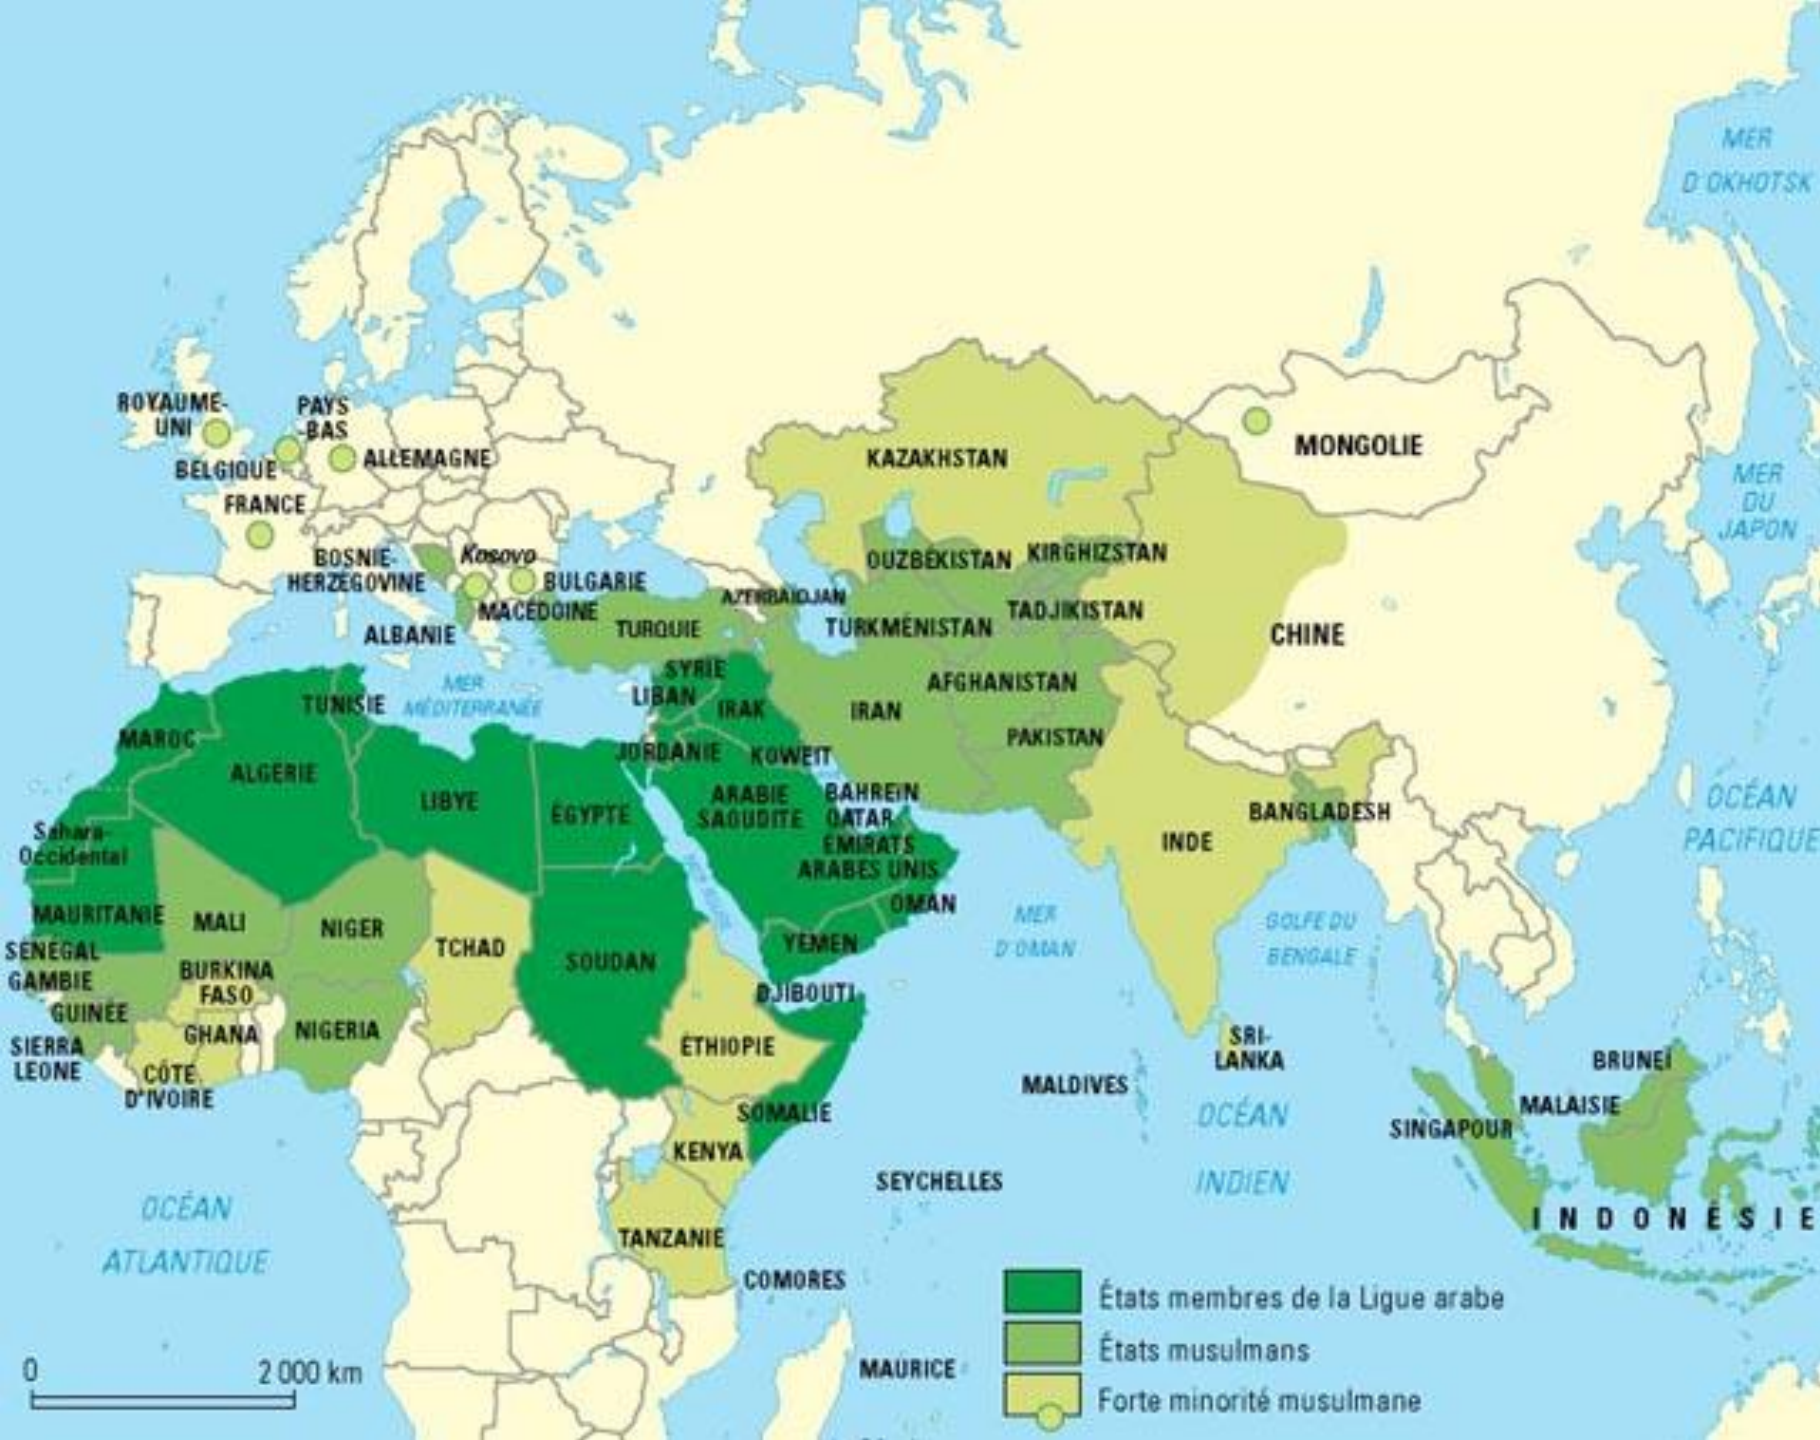 MER
D'OKHOTSK
ROYAUME-
UNI
PAYS
-BAS
BELGIQUE
ALLEMAGNE
FRANCE
KAZAKHSTAN
MONGOLIE
MER
DU
JAPON
BOSNIE-
HERZÉGOVINE
Kosovo
BULGARIE
MACÉDOINE
ALBANIE
OUZBÉKISTAN
KIRGHIZSTAN
AZERBAÏDJAN
TURQUIE
TURKMÉNISTAN
TADJIKISTAN
CHINE
MER
MÉDITERRANÉE
SYRIE
LIBAN
IRAK
IRAN
AFGHANISTAN
PAKISTAN
TUNISIE
MAROC
ALGÉRIE
LIBYE
ÉGYPTE
JORDANIE
KOWEIT
ARABIE
SAOUDITE
BAHREIN
QATAR
ÉMIRATS
ARABES UNIS
OMAN
YEMEN
INDE
BANGLADESH
OCÉAN
PACIFIQUE
Sahara-
Occidental
MAURITANIE
MALI
NIGER
TCHAD
SOUDAN
MER ROUGE
MER
D'OMAN
GOLFE DU
BENGALE
SÉNÉGAL
GAMBIE
GUINÉE
SIERRA
LEONE
BURKINA
FASO
GHANA
CÔTE
D'IVOIRE
NIGERIA
DJIBOUTI
ÉTHIOPIE
SOMALIE
KENYA
TANZANIE
SRI-
LANKA
MALDIVES
OCÉAN
INDIEN
SEYCHELLES
COMORES
MAURICE
BRUNEÏ
MALAISIE
SINGAPOUR
INDONÉSIE
OCÉAN
ATLANTIQUE
0 2 000 km
États membres de la Ligue arabe
États musulmans
Forte minorité musulmane